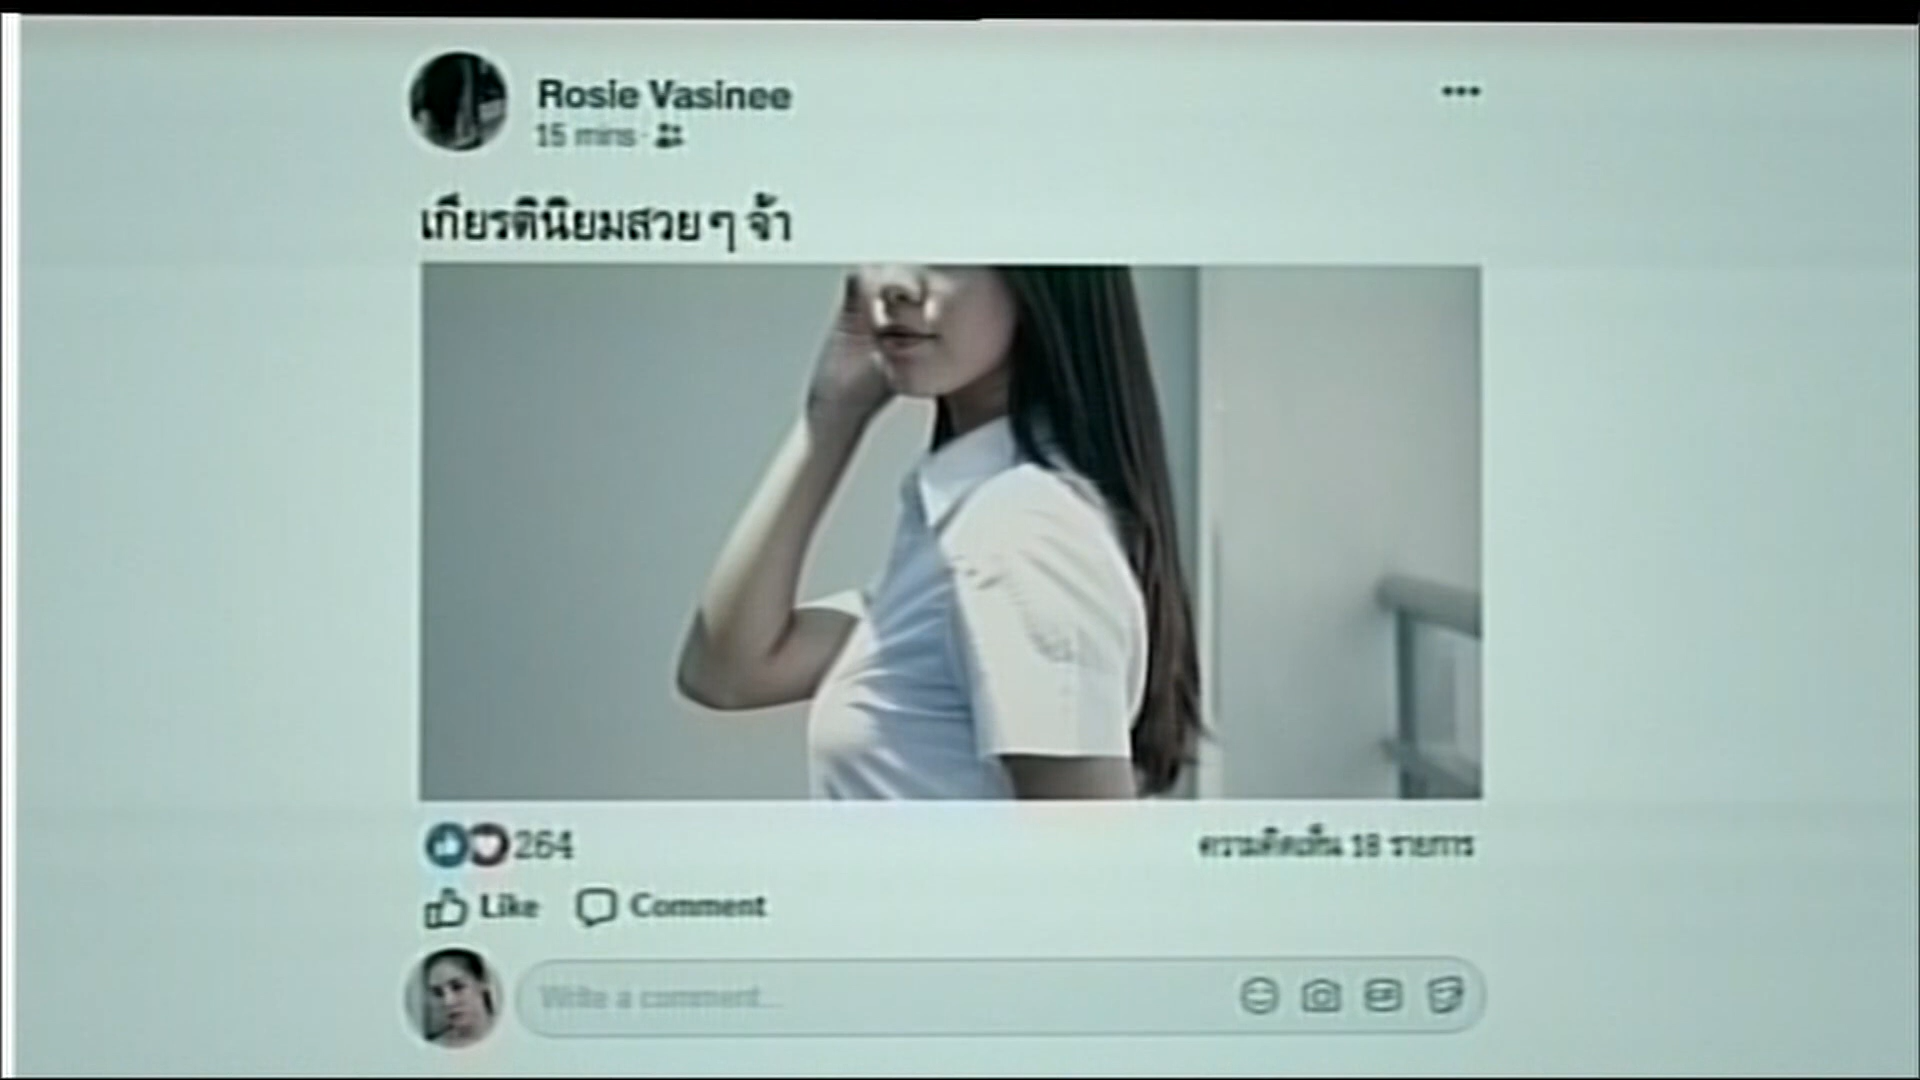 Rosie Vasinee
15 mins ·
เกียรตินิยมสวยๆ จ้า
264
ความคิดเห็น 18 รายการ
Like
Comment
Write a comment...